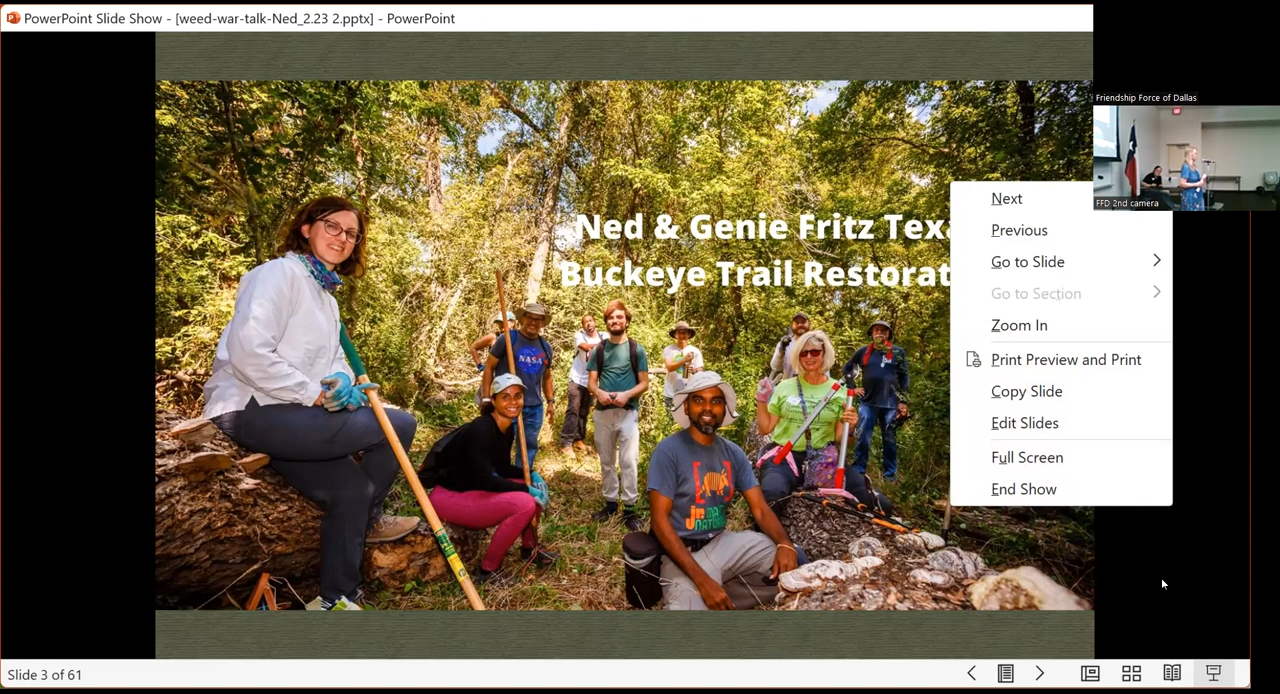 PowerPoint Slide Show - [weed-war-talk-Ned_2.23 2.pptx] - PowerPoint
Friendship Force of Dallas
FFD 2nd camera
Ned & Genie Fritz Texa
Buckeye Trail Restorat
NASA
jr.
Next
Previous
Go to Slide
Go to Section
Zoom In
Print Preview and Print
Copy Slide
Edit Slides
Full Screen
End Show
Slide 3 of 61